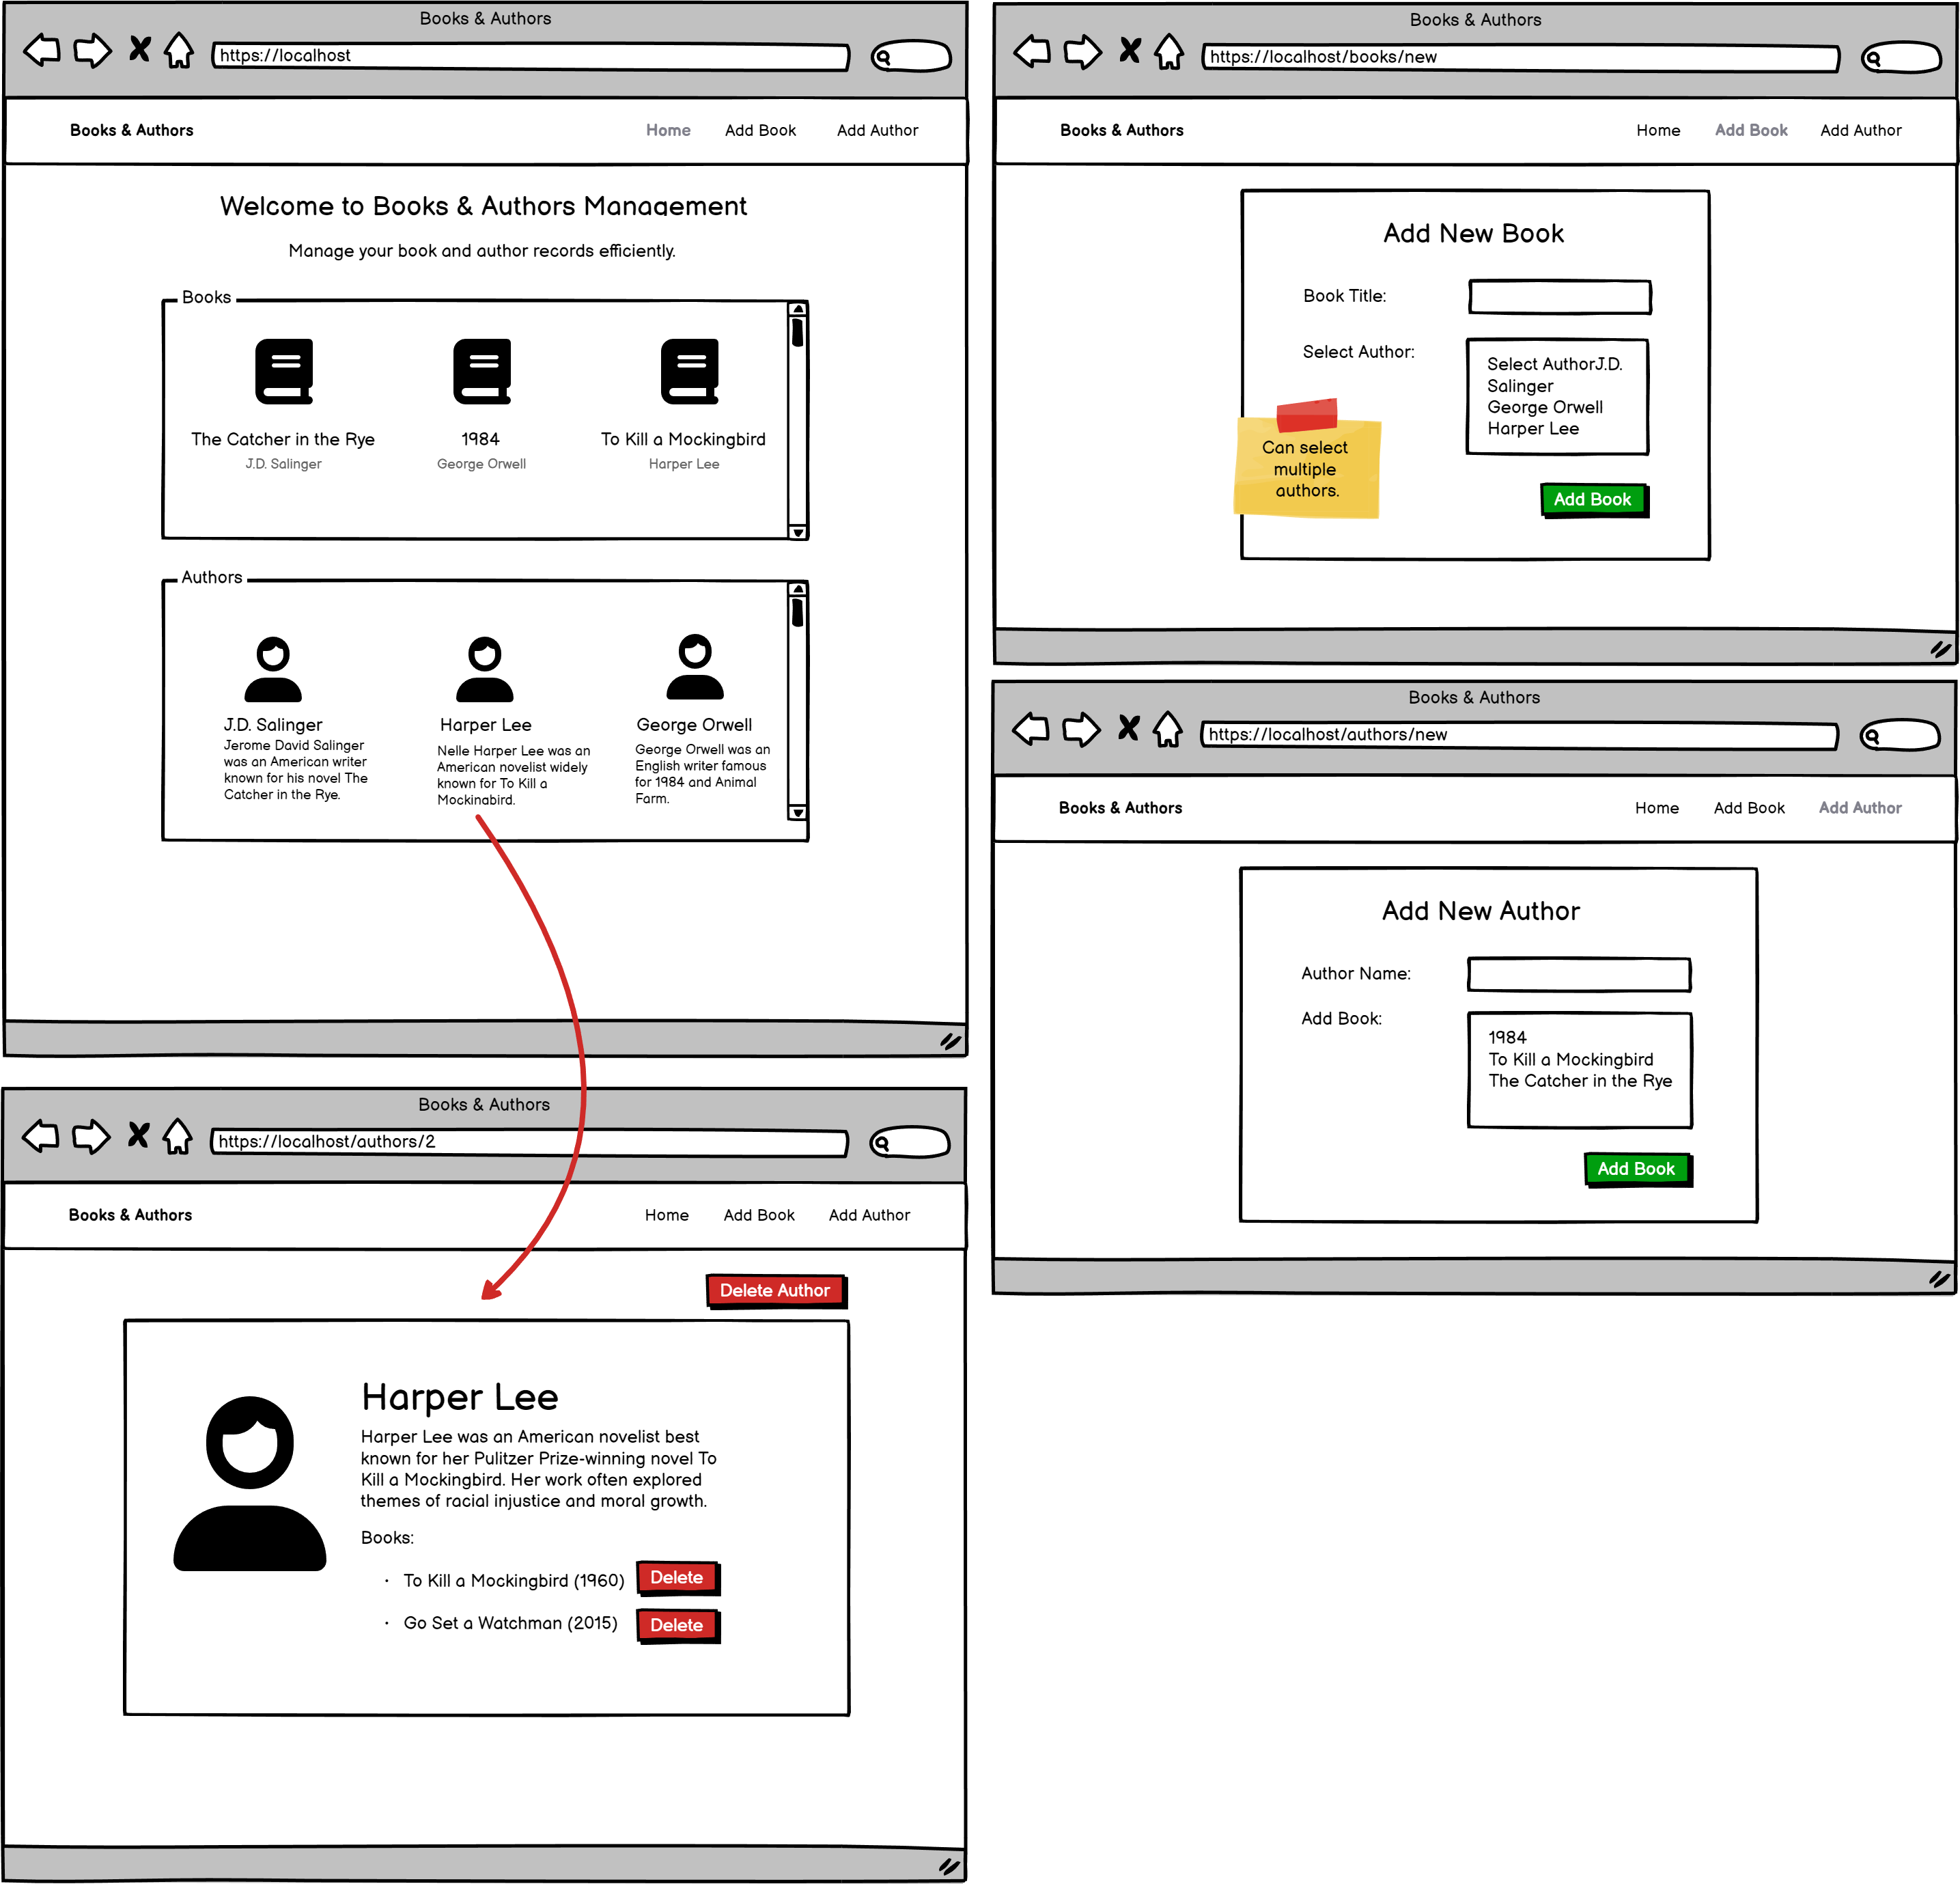 Books & Authors
https://localhost
Books & Authors
Home
Add Book
Add Author
Welcome to Books & Authors Management
Manage your book and author records efficiently.
Books
The Catcher in the Rye
J.D. Salinger
1984
George Orwell
To Kill a Mockingbird
Harper Lee
Authors
J.D. Salinger
Jerome David Salinger
was an American writer
known for his novel The
Catcher in the Rye.
Harper Lee
Nelle Harper Lee was an
American novelist widely
known for To Kill a
Mockingbird.
George Orwell
George Orwell was an
English writer famous
for 1984 and Animal
Farm.
Books & Authors
https://localhost/authors/2
Books & Authors
Home
Add Book
Add Author
Delete Author
Harper Lee
Harper Lee was an American novelist best
known for her Pulitzer Prize-winning novel To
Kill a Mockingbird. Her work often explored
themes of racial injustice and moral growth.
Books:
· To Kill a Mockingbird (1960)
Delete
· Go Set a Watchman (2015)
Delete
Books & Authors
https://localhost/books/new
Books & Authors
Home
Add Book
Add Author
Add New Book
Book Title:
Select Author:
Select AuthorJ.D.
Salinger
George Orwell
Harper Lee
Can select
multiple
authors.
Add Book
Books & Authors
https://localhost/authors/new
Books & Authors
Home
Add Book
Add Author
Add New Author
Author Name:
Add Book:
1984
To Kill a Mockingbird
The Catcher in the Rye
Add Book